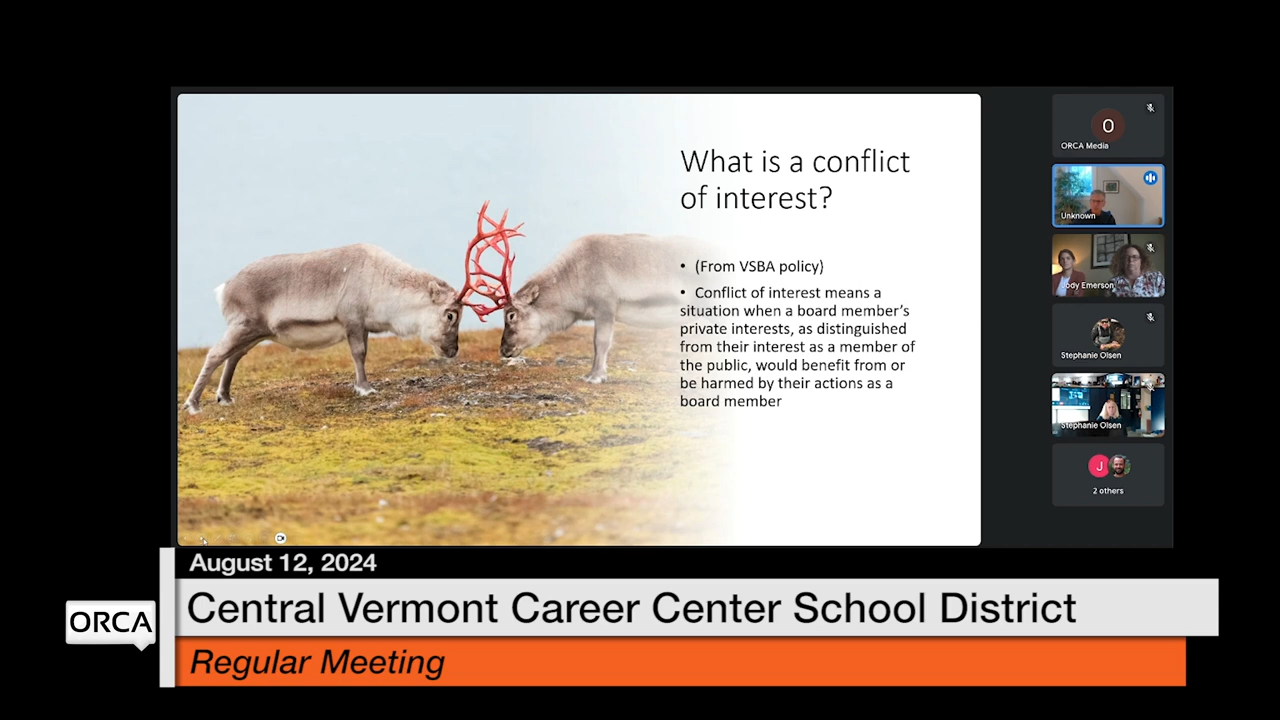 What is a conflict
of interest?
• (From VSBA policy)
• Conflict of interest means a
situation when a board member's
private interests, as distinguished
from their interest as a member of
the public, would benefit from or
be harmed by their actions as a
board member
O
ORCA Media
Unknown
Jody Emerson
Stephanie Olsen
Stephanie Olsen
J
2 others
August 12, 2024
ORCA
Central Vermont Career Center School District
Regular Meeting